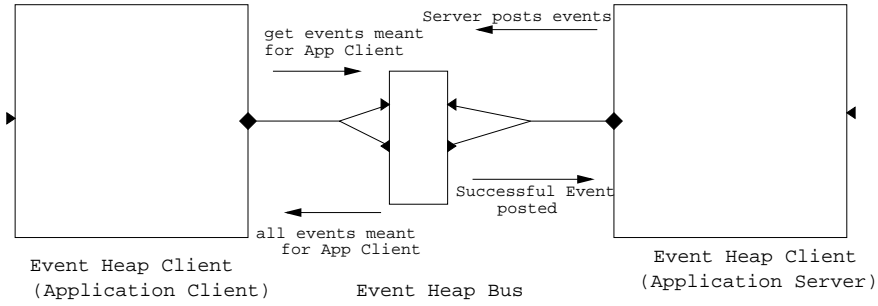 Server posts events
get events meant
for App Client
Successful Event
posted
all events meant
for App Client
Event Heap Client
(Application Client)
Event Heap Bus
Event Heap Client
(Application Server)